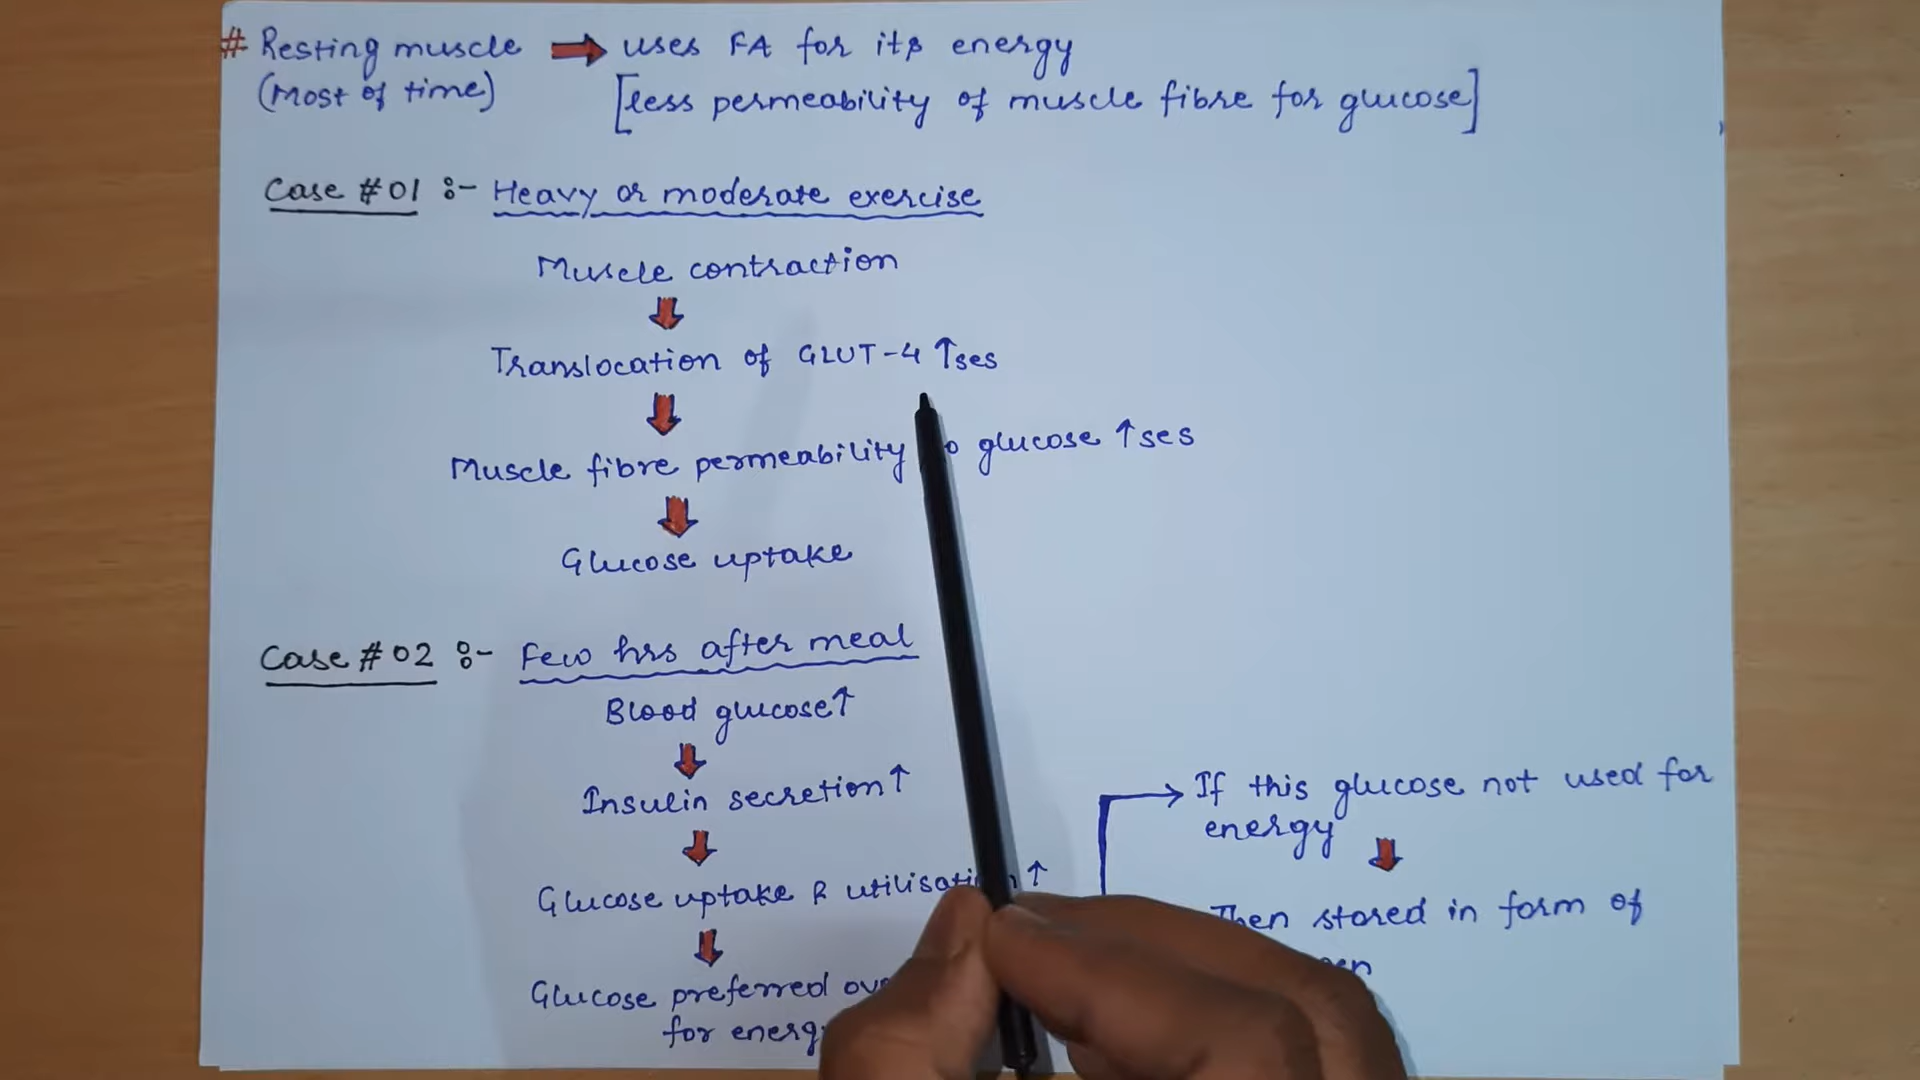 # Resting muscle → uses FA for its energy
(Most of time) [less permeability of muscle fibre for glucose]
Case #01 :- Heavy or moderate exercise
Muscle contraction
Translocation of GLUT-4 ↑ses
Muscle fibre permeability glucose ↑ses
Glucose uptake
Case #02 :- Few hrs after meal
Blood glucose↑
Insulin secretion↑
Glucose uptake & ↑
Glucose preferred
for
→ If this glucose not used for
energy
stored in form of